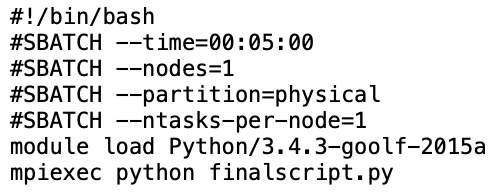 #!/bin/bash
#SBATCH --time=00:05:00
#SBATCH --nodes=1
#SBATCH --partition=physical
#SBATCH --ntasks-per-node=1
module load Python/3.4.3-goolf-2015a
mpiexec python finalscript.py